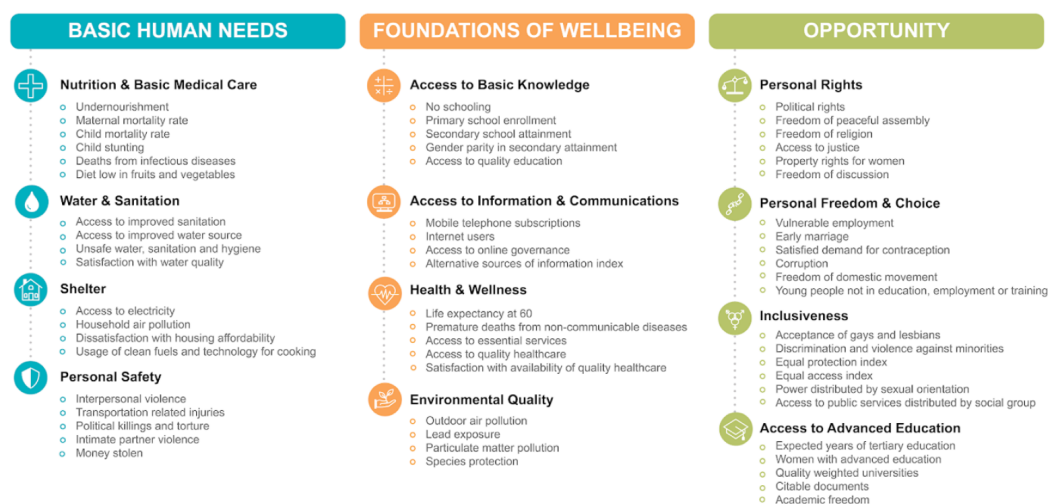 BASIC HUMAN NEEDS
Nutrition & Basic Medical Care
Undernourishment
Maternal mortality rate
Child mortality rate
Child stunting
Deaths from infectious diseases
Diet low in fruits and vegetables
Water & Sanitation
Access to improved sanitation
Access to improved water source
Unsafe water, sanitation and hygiene
Satisfaction with water quality
Shelter
Access to electricity
Household air pollution
Dissatisfaction with housing affordability
Usage of clean fuels and technology for cooking
Personal Safety
Interpersonal violence
Transportation related injuries
Political killings and torture
Intimate partner violence
Money stolen
FOUNDATIONS OF WELLBEING
Access to Basic Knowledge
No schooling
Primary school enrollment
Secondary school attainment
Gender parity in secondary attainment
Access to quality education
Access to Information & Communications
Mobile telephone subscriptions
Internet users
Access to online governance
Alternative sources of information index
Health & Wellness
Life expectancy at 60
Premature deaths from non-communicable diseases
Access to essential services
Access to quality healthcare
Satisfaction with availability of quality healthcare
Environmental Quality
Outdoor air pollution
Lead exposure
Particulate matter pollution
Species protection
OPPORTUNITY
Personal Rights
Political rights
Freedom of peaceful assembly
Freedom of religion
Access to justice
Property rights for women
Freedom of discussion
Personal Freedom & Choice
Vulnerable employment
Early marriage
Satisfied demand for contraception
Corruption
Freedom of domestic movement
Young people not in education, employment or training
Inclusiveness
Acceptance of gays and lesbians
Discrimination and violence against minorities
Equal protection index
Equal access index
Power distributed by sexual orientation
Access to public services distributed by social group
Access to Advanced Education
Expected years of tertiary education
Women with advanced education
Quality weighted universities
Citable documents
Academic freedom